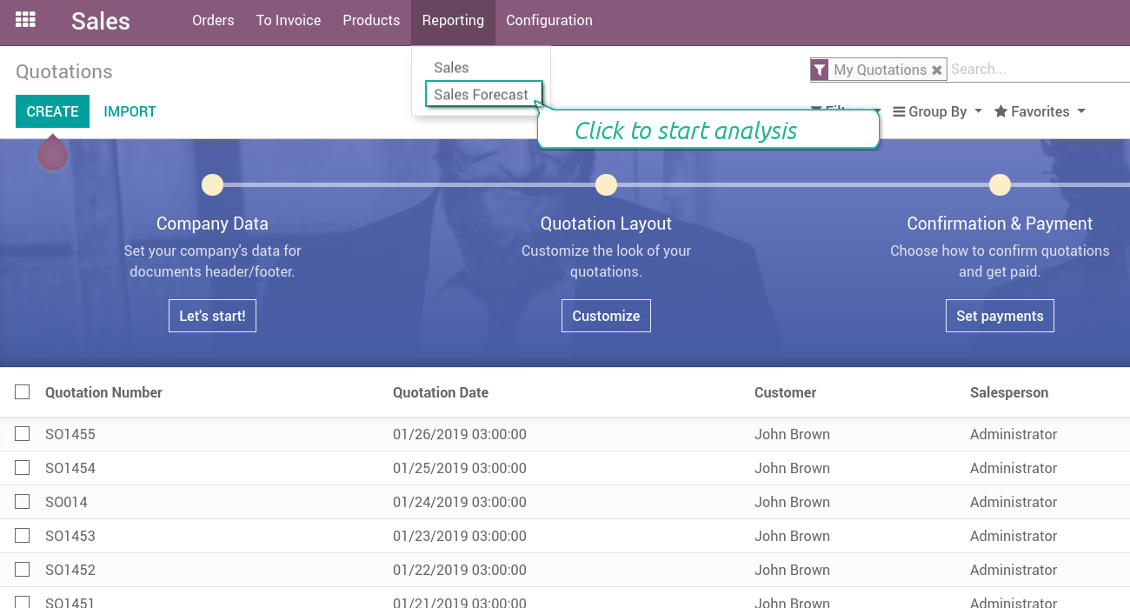 Sales
Orders To Invoice Products Reporting Configuration
Sales
Sales Forecast
Quotations
My Quotations
Search...
CREATE IMPORT
Filters Group By Favorites
Click to start analysis
Company Data
Set your company's data for
documents header/footer.
Let's start!
Quotation Layout
Customize the look of your
quotations.
Customize
Confirmation & Payment
Choose how to confirm quotations
and get paid.
Set payments
Quotation Number Quotation Date Customer Salesperson
SO1455 01/26/2019 03:00:00 John Brown Administrator
SO1454 01/25/2019 03:00:00 John Brown Administrator
SO014 01/24/2019 03:00:00 John Brown Administrator
SO1453 01/23/2019 03:00:00 John Brown Administrator
SO1452 01/22/2019 03:00:00 John Brown Administrator
SO1451 01/21/2019 03:00:00 John Brown Administrator